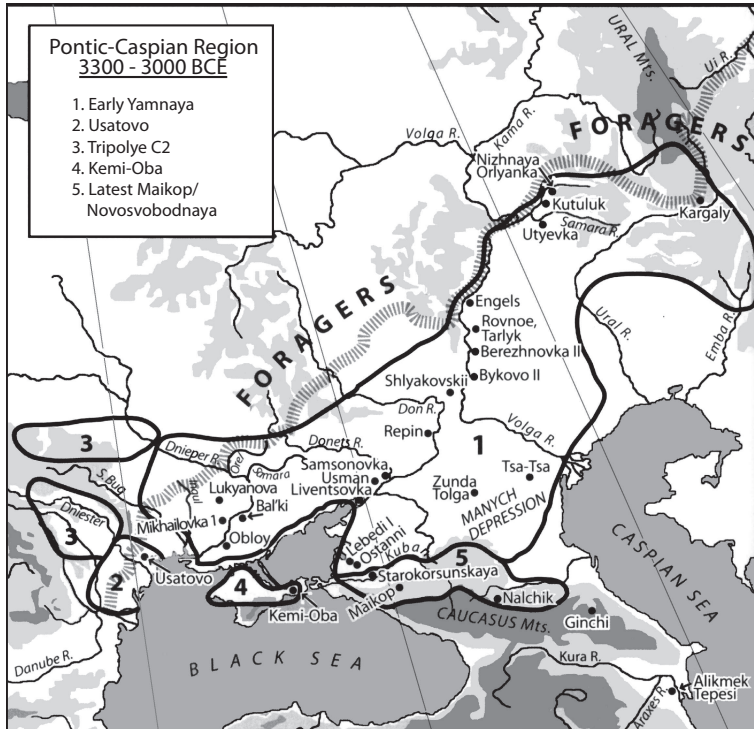 Pontic-Caspian Region
3300 - 3000 BCE
1. Early Yamnaya
2. Usatovo
3. Tripolye C2
4. Kemi-Oba
5. Latest Maikop/
Novosvobodnaya
URAL Mts.
Ui R.
Kama R.
Volga R.
FORAGERS
Nizhnaya
Orlyanka
Kutuluk
Kargaly
Samara R.
Utyevka
FORAGERS
Engels
Ural R.
Emba R.
Rovnoe,
Tarlyk
Berezhnovka II
Bykovo II
Shlyakovskii
Don R.
Volga R.
3
Repin
1
Dnieper R.
Orel
Donets R.
Samara
S.Bug
Ingul
Samsonovka
Tsa-Tsa
Lukyanova
Usman
Zunda
Tolga
Liventsovka
Bal'ki
MANYCH
DEPRESSION
Dniester
3
Mikhailovka 1
Obloy
Lebedi I
Ostanni
Kuba
5
CASPIAN SEA
2
Usatovo
4
Starokorsunskaya
Kemi-Oba
Maikop
Nalchik
CAUCASUS Mts.
Ginchi
Danube R.
BLACK SEA
Kura R.
Araxes R.
Alikmek
Tepesi